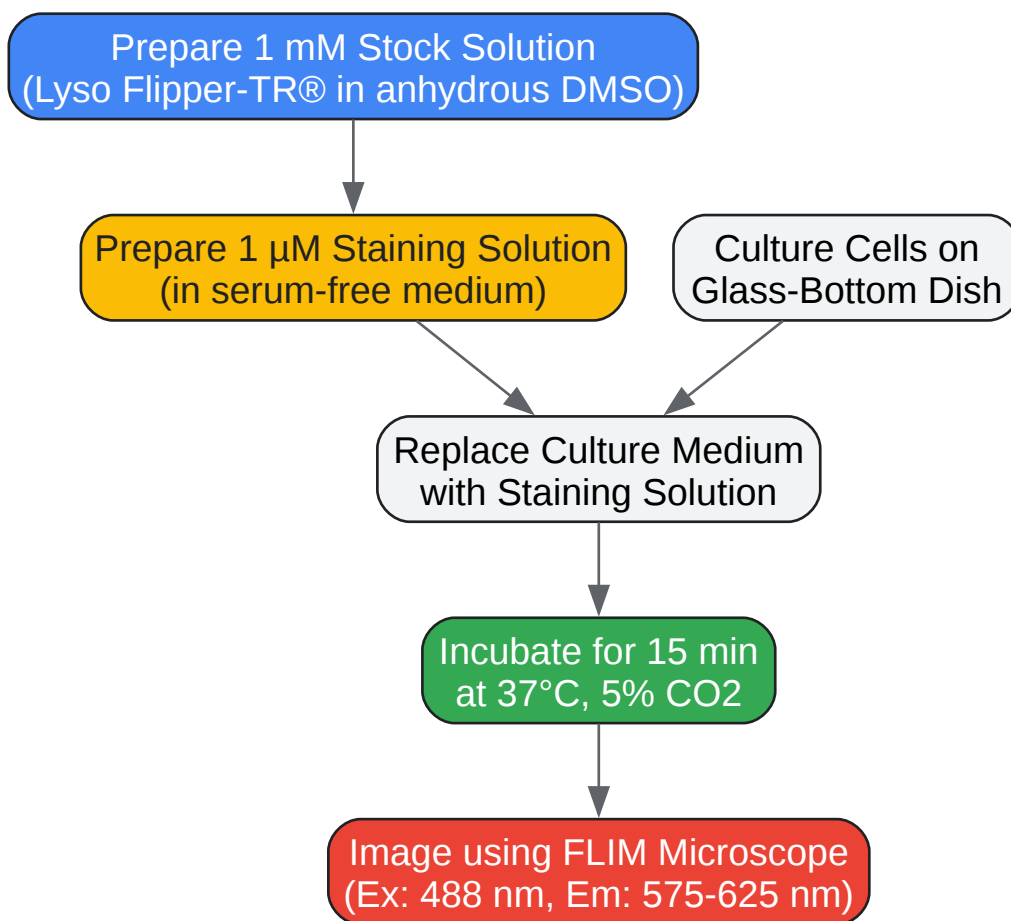 Prepare 1 mM Stock Solution
(Lyso Flipper-TR® in anhydrous DMSO)
Prepare 1 µM Staining Solution
(in serum-free medium)
Culture Cells on
Glass-Bottom Dish
Replace Culture Medium
with Staining Solution
Incubate for 15 min
at 37°C, 5% CO2
Image using FLIM Microscope
(Ex: 488 nm, Em: 575-625 nm)